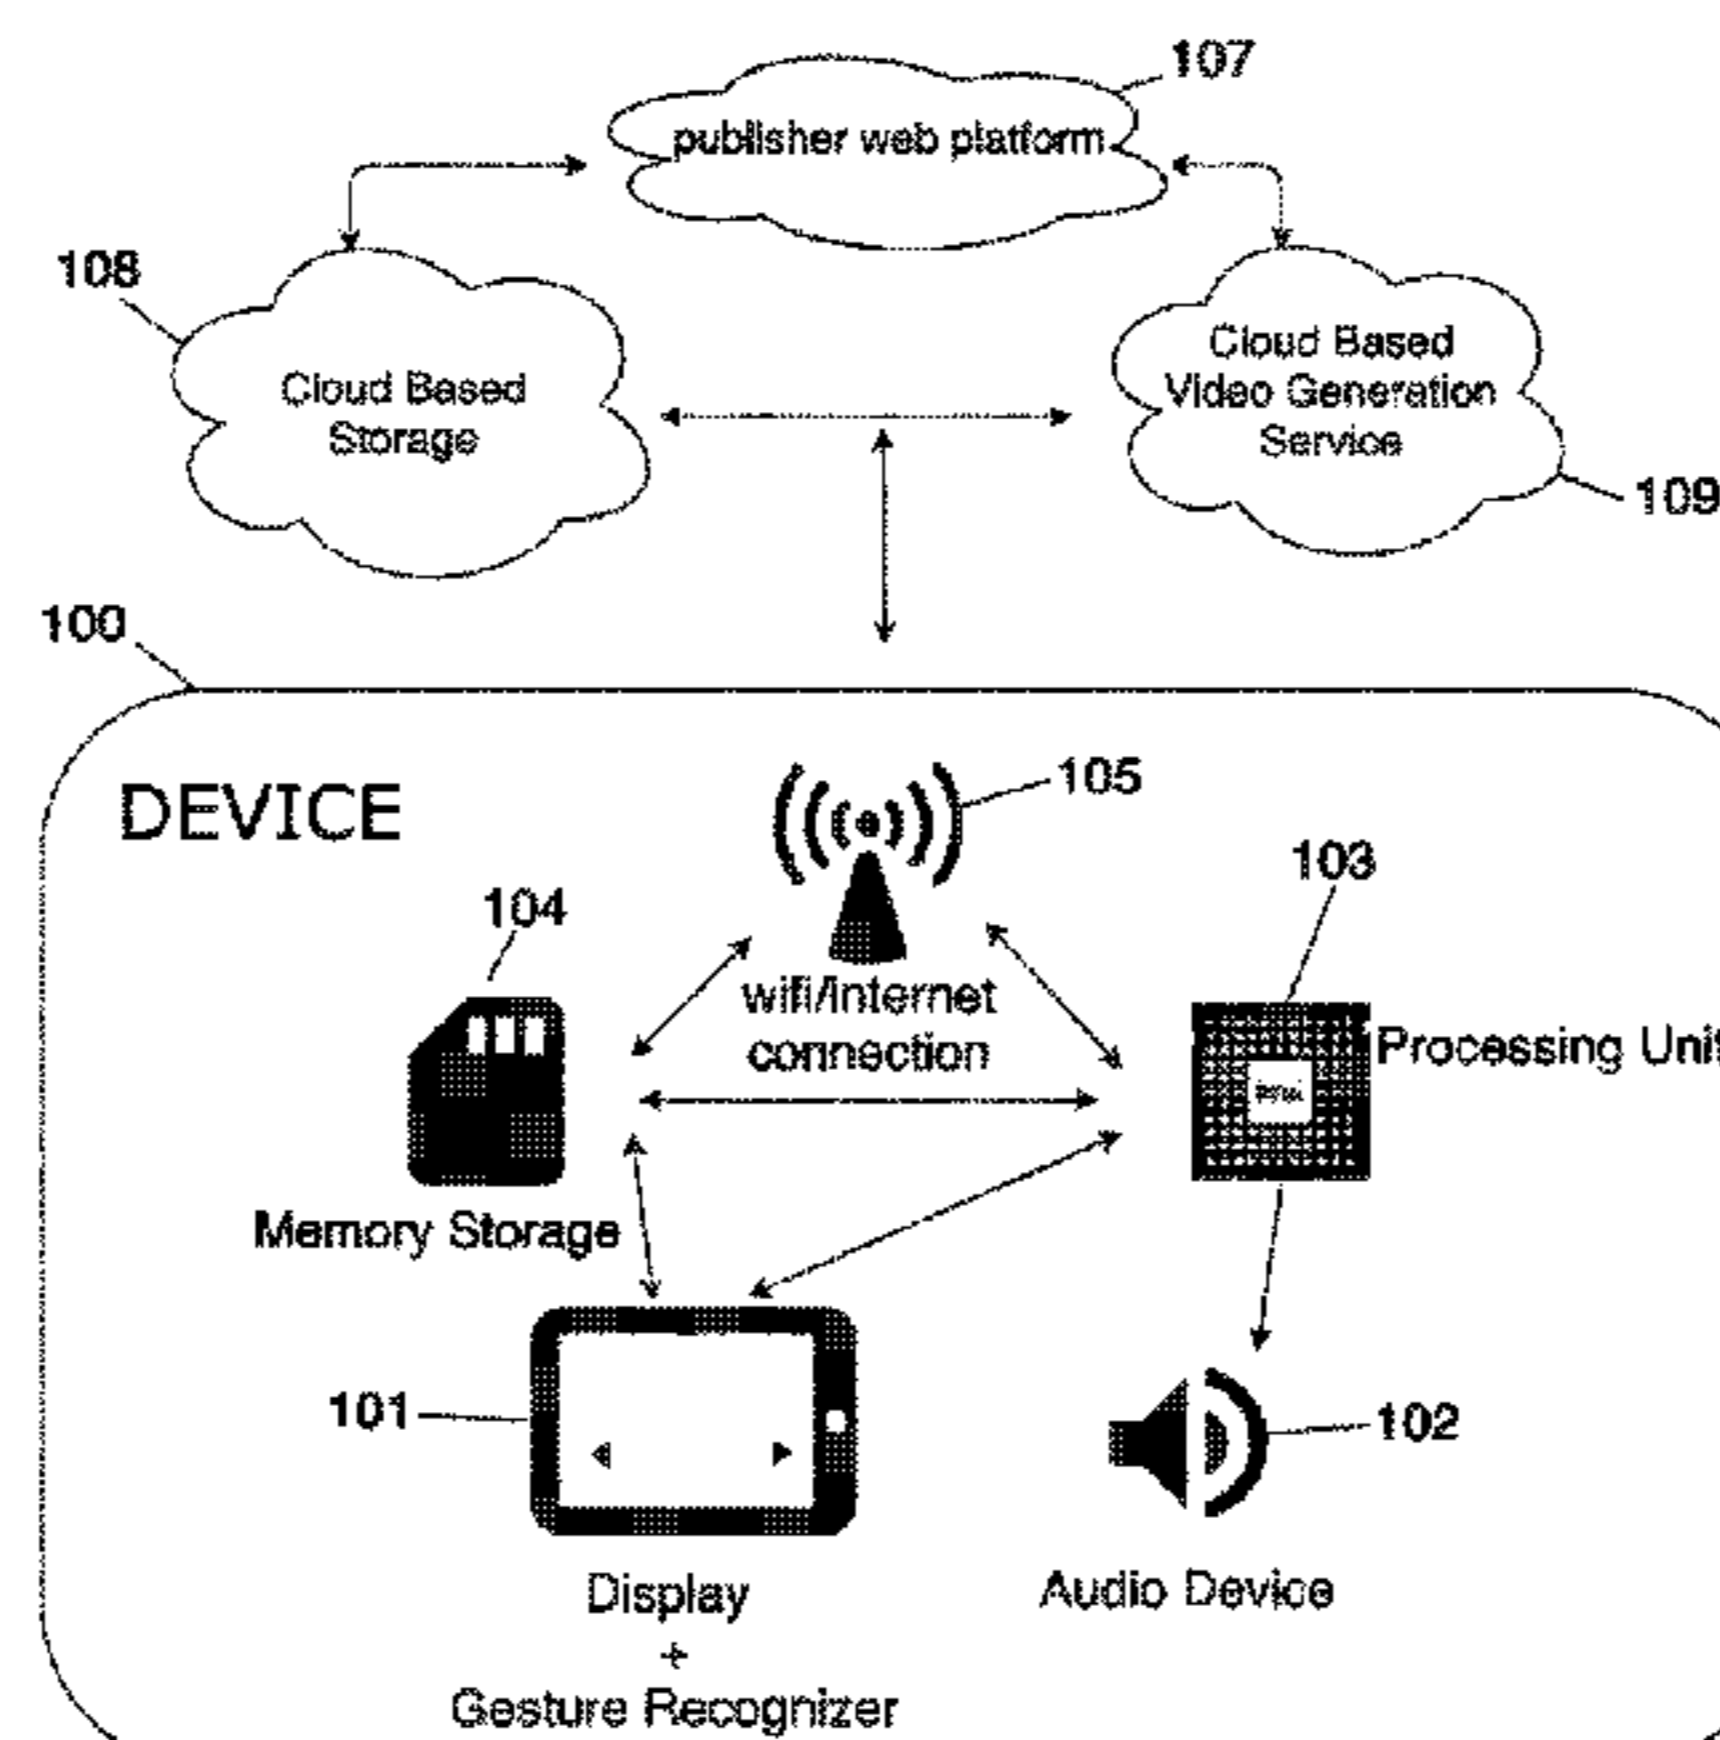 107
publisher web platform
108
Cloud Based
Storage
Cloud Based
Video Generation
Service
109
100
DEVICE
105
103
104
wifi/internet
connection
Processing Unit
Memory Storage
101
102
Display
+
Gesture Recognizer
Audio Device